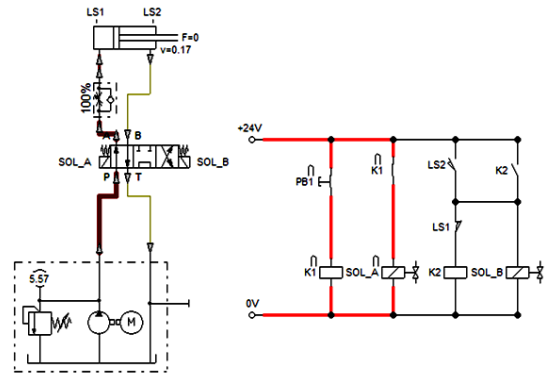 LS1 LS2
F=0
v=0.17
100%
A B
SOL_A SOL_B
P T
5.57
M
+24V
PB1 K1 LS2 K2
LS1
K1 SOL_A K2 SOL_B
0V